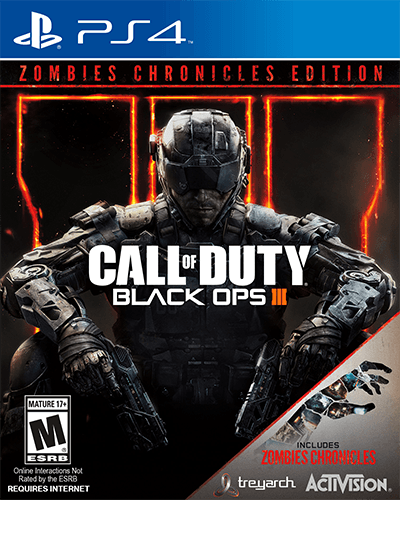 PS4
ZOMBIES CHRONICLES EDITION
CALL OF DUTY
BLACK OPS III
MATURE 17+
M
ESRB
Online Interactions Not
Rated by the ESRB
REQUIRES INTERNET
INCLUDES
ZOMBIES CHRONICLES
treyarch
ACTIVISION